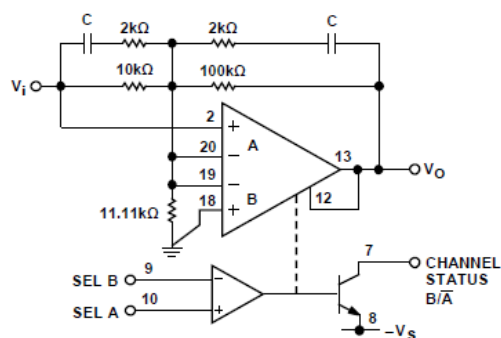 C 2kΩ 2kΩ C
10kΩ 100kΩ
Vi
2 + A
20 −
13 VO
19 −
12
18 + B
11.11kΩ
7 CHANNEL
STATUS
B/A̅
SEL B 9 −
SEL A 10 +
8 −VS